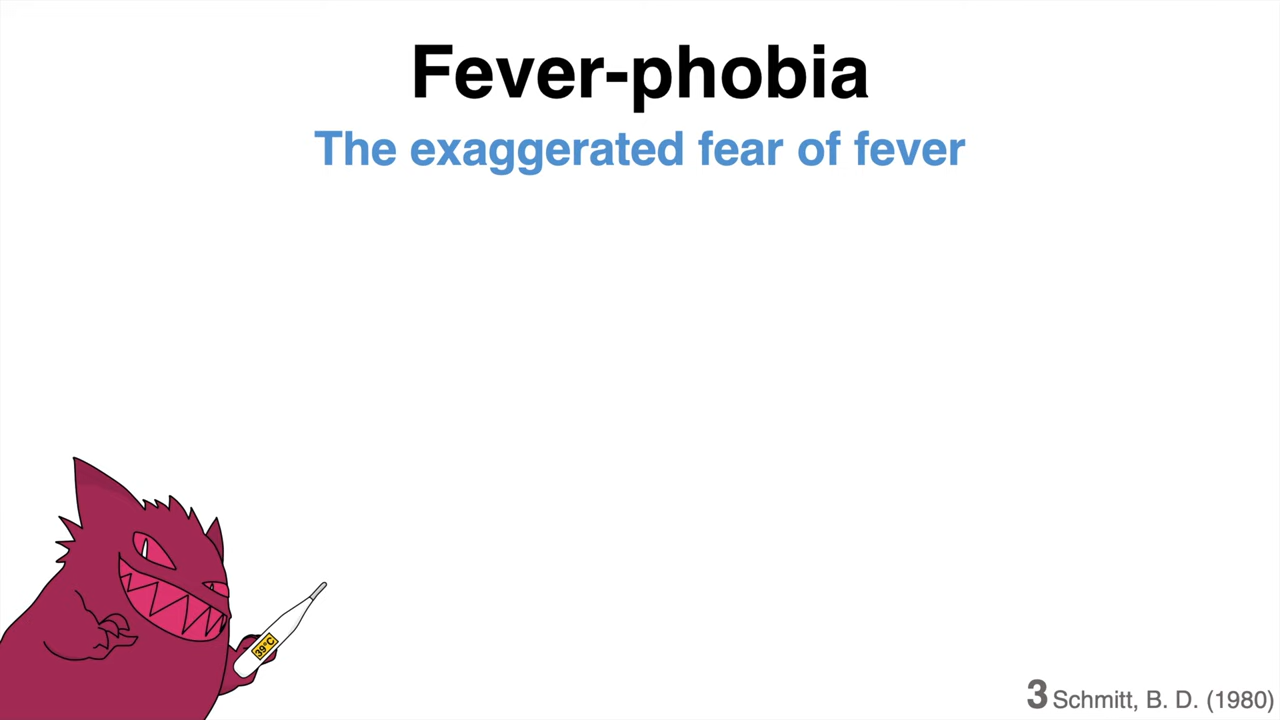 Fever-phobia
The exaggerated fear of fever
39°C
3 Schmitt, B. D. (1980)